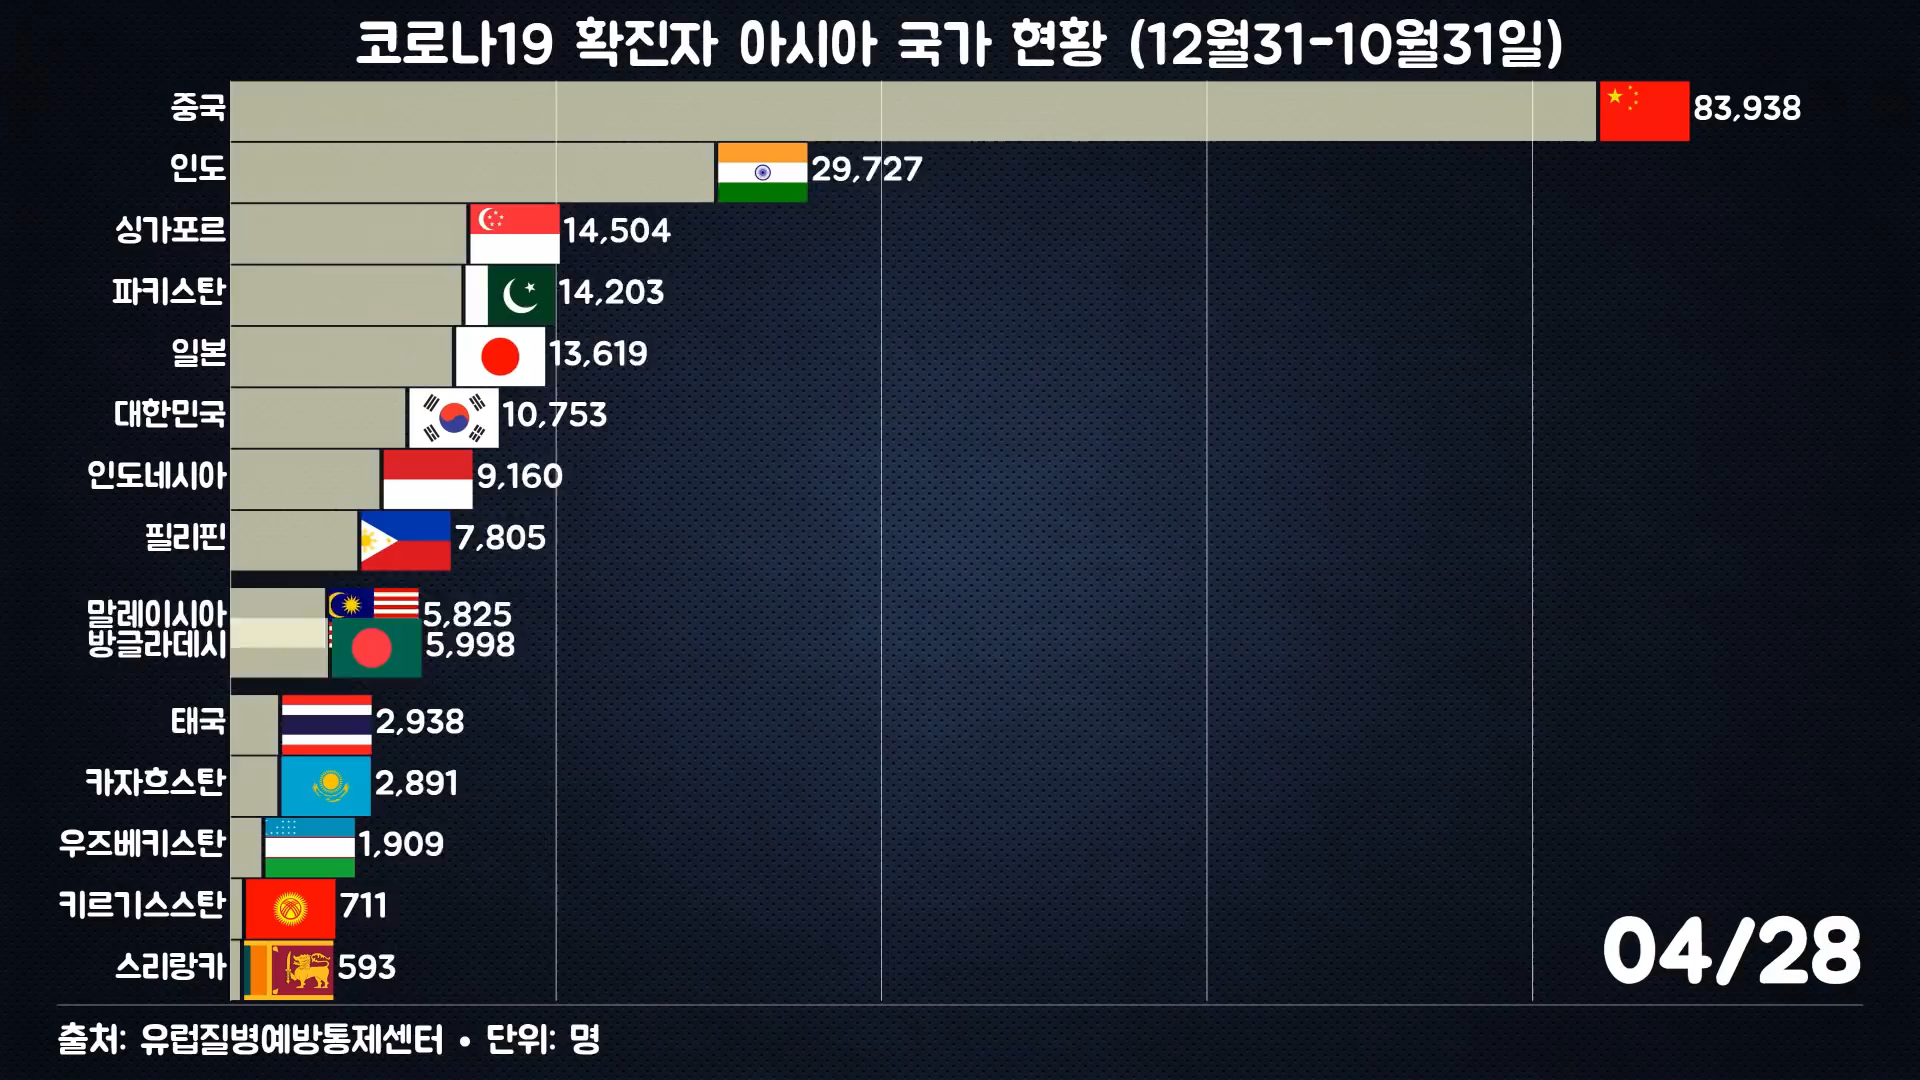 코로나19 확진자 아시아 국가 현황 (12월31-10월31일)
중국 83,938
인도 29,727
싱가포르 14,504
파키스탄 14,203
일본 13,619
대한민국 10,753
인도네시아 9,160
필리핀 7,805
말레이시아 5,825
방글라데시 5,998
태국 2,938
카자흐스탄 2,891
우즈베키스탄 1,909
키르기스스탄 711
스리랑카 593
04/28
출처: 유럽질병예방통제센터 • 단위: 명